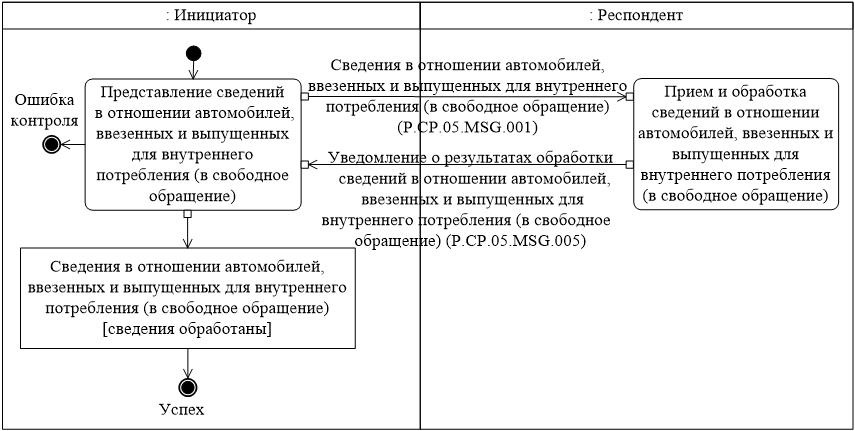 : Инициатор
: Респондент
Ошибка
контроля
Представление сведений
в отношении автомобилей,
ввезенных и выпущенных
для внутреннего
потребления (в свободное
обращение)
Сведения в отношении автомобилей,
ввезенных и выпущенных для внутреннего
потребления (в свободное обращение)
(P.CP.05.MSG.001)
Уведомление о результатах обработки
сведений в отношении автомобилей,
ввезенных и выпущенных для
внутреннего потребления (в свободное
обращение) (P.CP.05.MSG.005)
Прием и обработка
сведений в отношении
автомобилей, ввезенных и
выпущенных для
внутреннего потребления
(в свободное обращение)
Сведения в отношении автомобилей,
ввезенных и выпущенных для внутреннего
потребления (в свободное обращение)
[сведения обработаны]
Успех